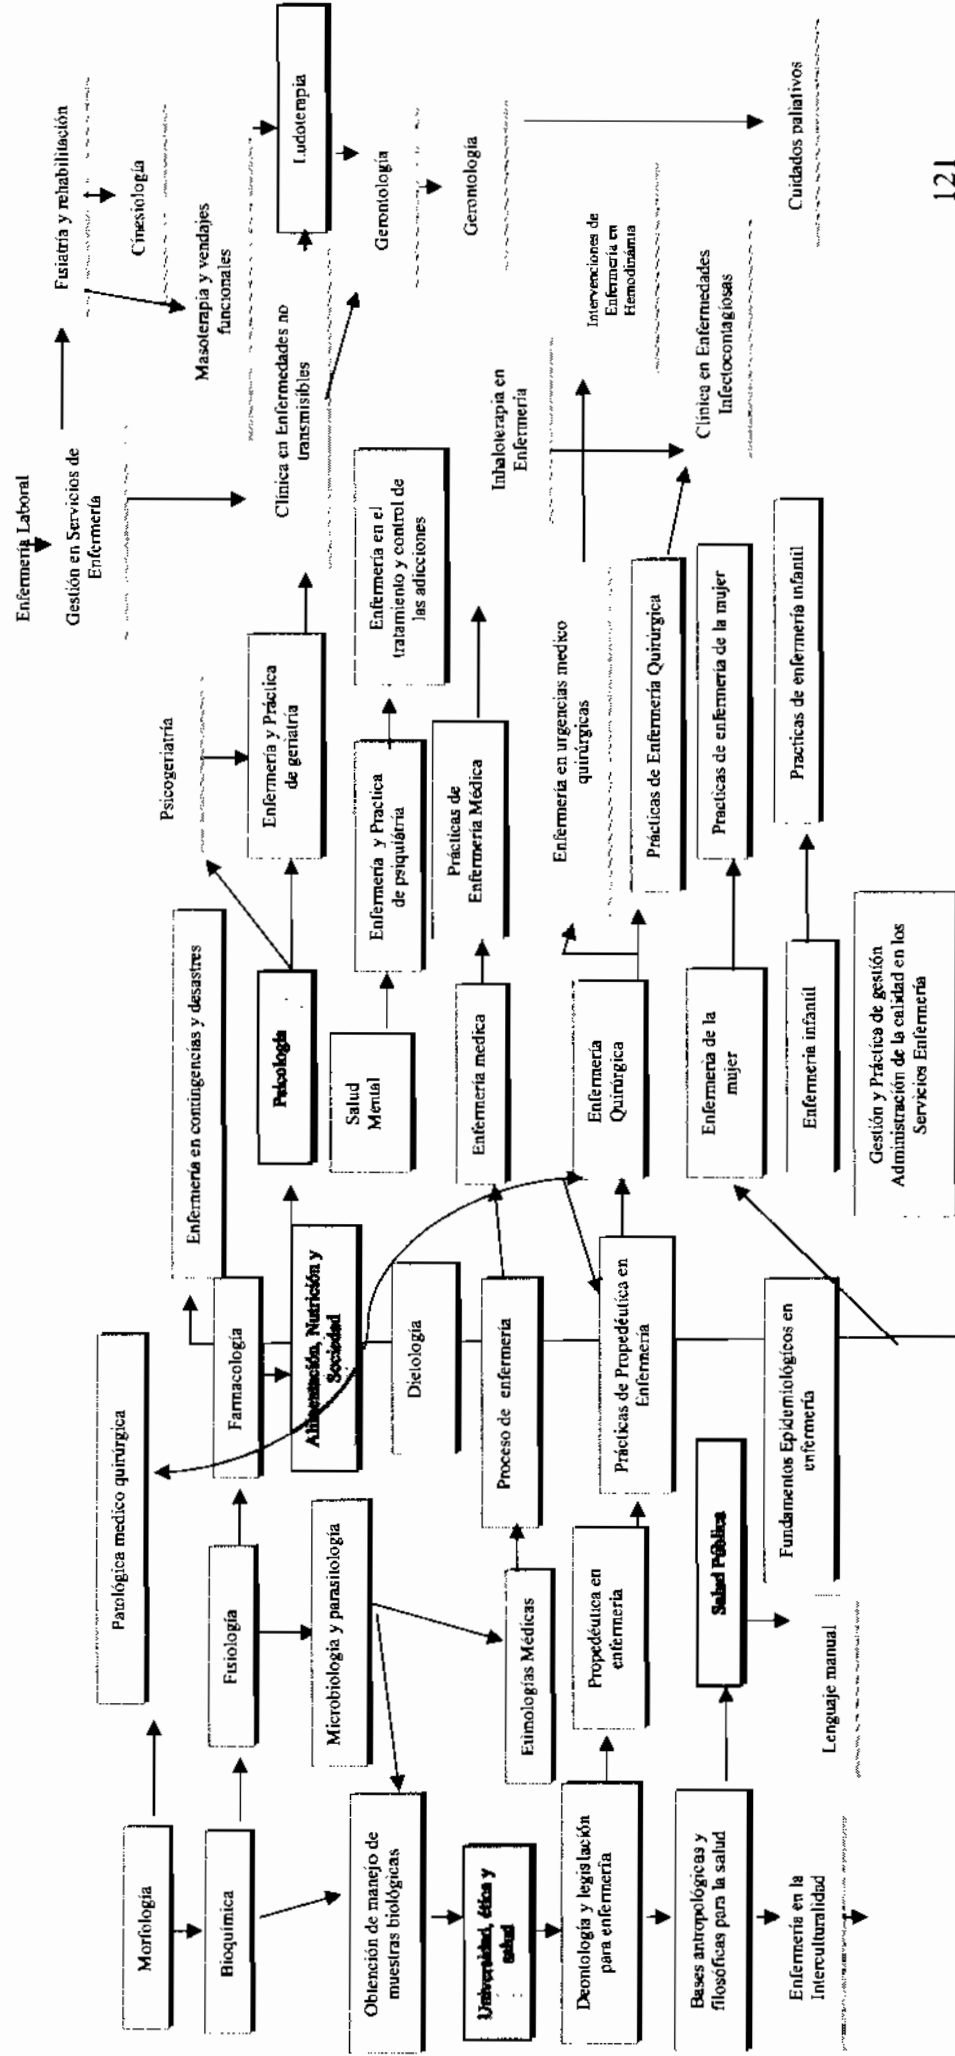 Morfología
Bioquímica
Obtención de manejo de
muestras biológicas
Universidad, ética y
salud
Deontología y legislación
para enfermería
Bases antropológicas y
filosóficas para la salud
Enfermería en la
Interculturalidad
Patológica medico quirúrgica
Fisiología
Microbiología y parasitología
Etimologías Médicas
Propedéutica en
enfermería
Salud Pública
Lenguaje manual
Farmacología
Alimentación, Nutrición y
Sociedad
Dietología
Proceso de enfermería
Prácticas de Propedéutica en
Enfermería
Fundamentos Epidemiológicos en
enfermería
Enfermería en contingencias y desastres
Psicología
Salud
Mental
Enfermería medica
Enfermería
Quirúrgica
Enfermería de la
mujer
Enfermería infantil
Gestión y Práctica de gestión
Administración de la calidad en los
Servicios Enfermería
Psicogeriatría
Enfermería y Práctica
de geriatría
Enfermería y Practica
de psiquiátria
Prácticas de
Enfermería Médica
Enfermería en urgencias medico
quirúrgicas
Prácticas de Enfermería Quirúrgica
Practicas de enfermería de la mujer
Practicas de enfermería infantil
Enfermería Laboral
Gestión en Servicios de
Enfermería
Clínica en Enfermedades no
transmisibles
Enfermería en el
tratamiento y control de
las adicciones
Inhaloterapia en
Enfermería
Intervenciones de
Enfermería en
Hemodinámia
Clínica en Enfermedades
Infectocontagiosas
Fisiatría y rehabilitación
Cinesiología
Masoterapia y vendajes
funcionales
Ludoterapia
Gerontología
Gerontología
Cuidados paliativos
121